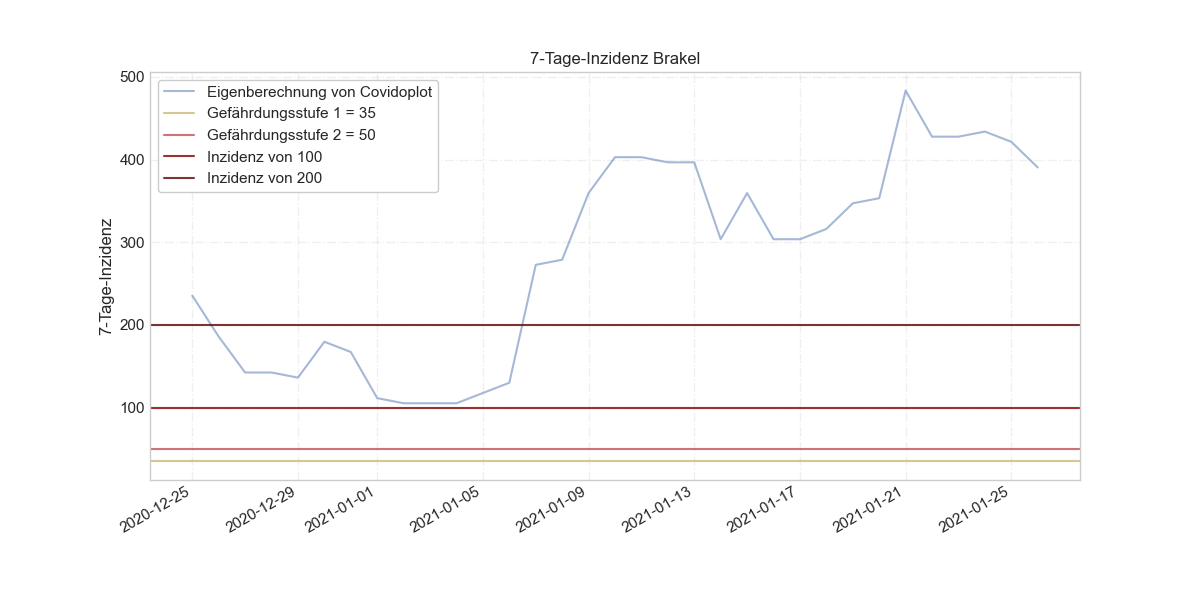 7-Tage-Inzidenz Brakel
500
400
300
200
100
7-Tage-Inzidenz
Eigenberechnung von Covidoplot
Gefährdungsstufe 1 = 35
Gefährdungsstufe 2 = 50
Inzidenz von 100
Inzidenz von 200
2020-12-25
2020-12-29
2021-01-01
2021-01-05
2021-01-09
2021-01-13
2021-01-17
2021-01-21
2021-01-25